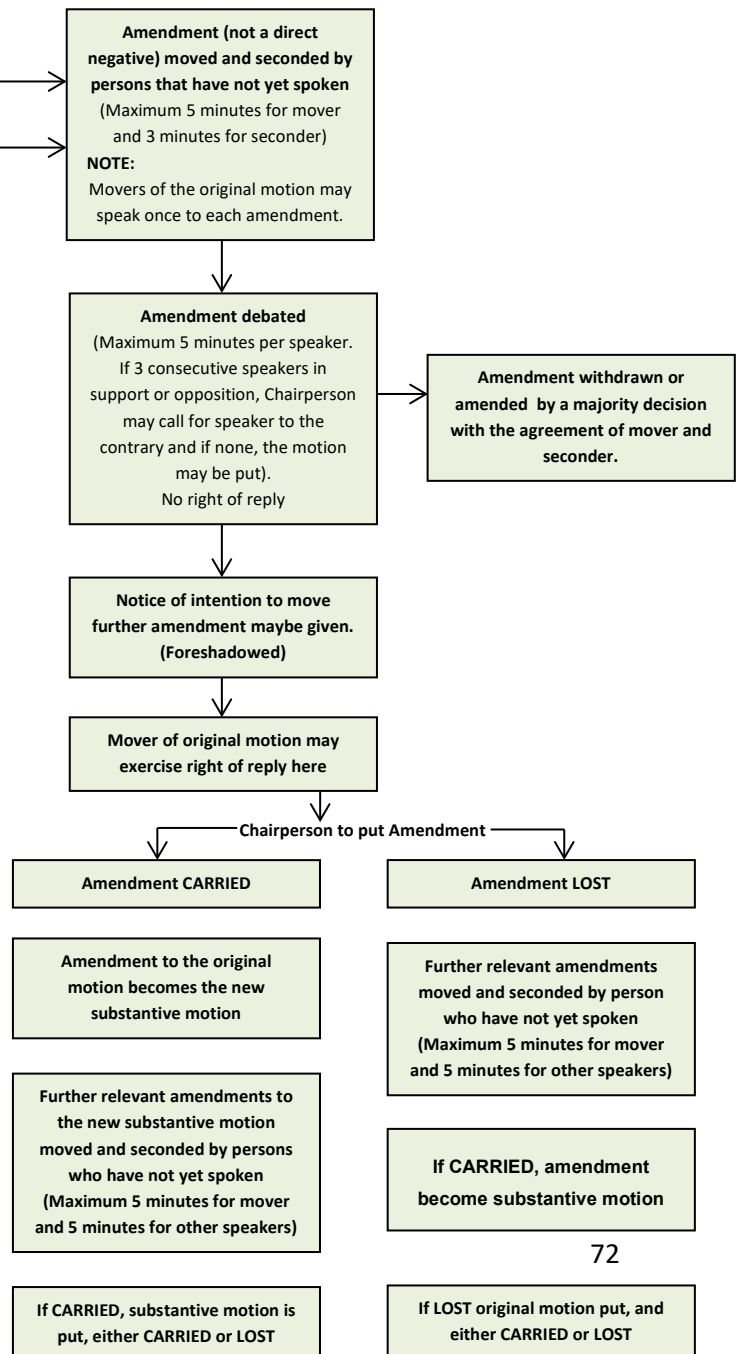 Amendment (not a direct
negative) moved and seconded by
persons that have not yet spoken
(Maximum 5 minutes for mover
and 3 minutes for seconder)
NOTE:
Movers of the original motion may
speak once to each amendment.
Amendment debated
(Maximum 5 minutes per speaker.
If 3 consecutive speakers in
support or opposition, Chairperson
may call for speaker to the
contrary and if none, the motion
may be put).
No right of reply
Amendment withdrawn or
amended by a majority decision
with the agreement of mover and
seconder.
Notice of intention to move
further amendment maybe given.
(Foreshadowed)
Mover of original motion may
exercise right of reply here
Chairperson to put Amendment
Amendment CARRIED
Amendment to the original
motion becomes the new
substantive motion
Further relevant amendments to
the new substantive motion
moved and seconded by persons
who have not yet spoken
(Maximum 5 minutes for mover
and 5 minutes for other speakers)
If CARRIED, substantive motion is
put, either CARRIED or LOST
Amendment LOST
Further relevant amendments
moved and seconded by person
who have not yet spoken
(Maximum 5 minutes for mover
and 5 minutes for other speakers)
If CARRIED, amendment
become substantive motion
72
If LOST original motion put, and
either CARRIED or LOST